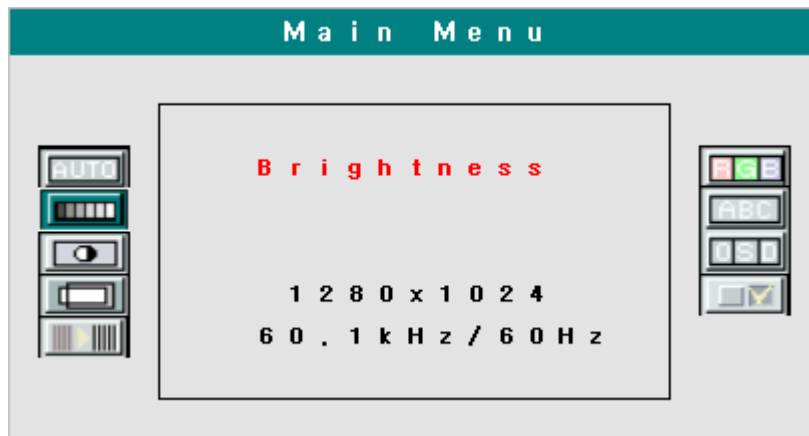 Main Menu
AUTO
Brightness
1280x1024
60.1kHz/60Hz
RGB
ABC
OSD